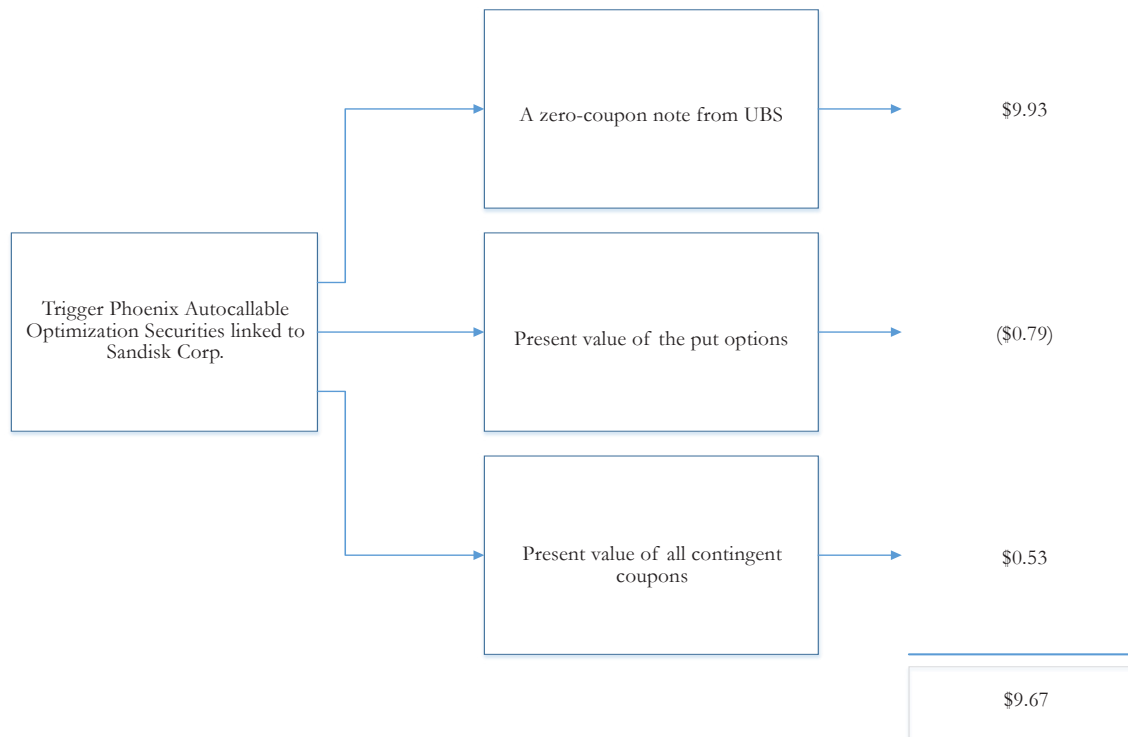 A zero-coupon note from UBS
$9.93
Trigger Phoenix Autocallable
Optimization Securities linked to
Sandisk Corp.
Present value of the put options
($0.79)
Present value of all contingent
coupons
$0.53
$9.67